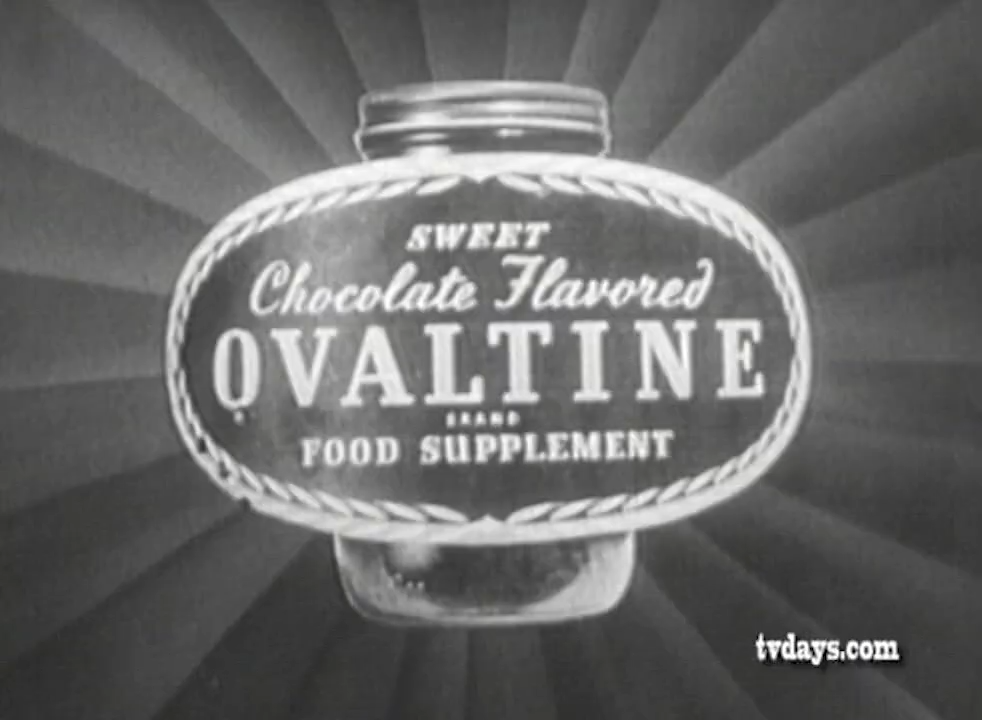 SWEET
Chocolate Flavored
OVALTINE
BRAND
FOOD SUPPLEMENT
tvdays.com